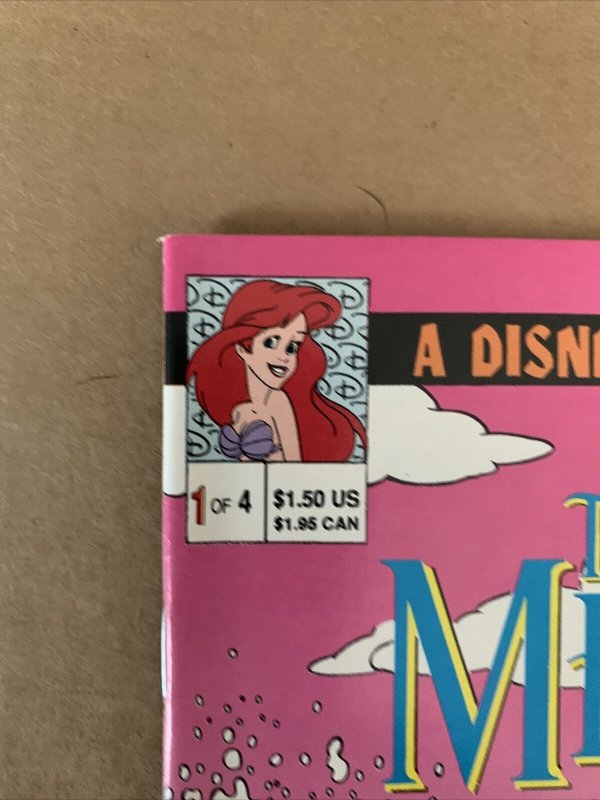 A DISN
1 OF 4
$1.50 US
$1.95 CAN
T
M